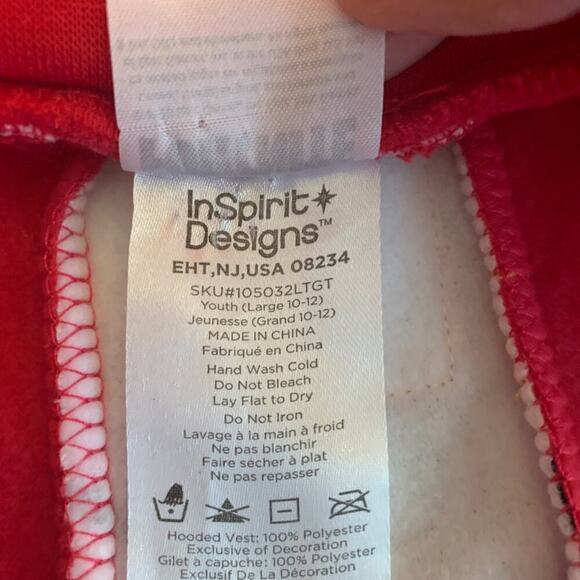 InSpirit
Designs™
EHT,NJ,USA 08234
SKU#105032LTGT
Youth (Large 10-12)
Jeunesse (Grand 10-12)
MADE IN CHINA
Fabriqué en China
Hand Wash Cold
Do Not Bleach
Lay Flat to Dry
Do Not Iron
Lavage à la main à froid
Ne pas blanchir
Faire sécher à plat
Ne pas repasser
Hooded Vest: 100% Polyester
Exclusive of Decoration
Gilet à capuche: 100% Polyester
Exclusif De La Décoration